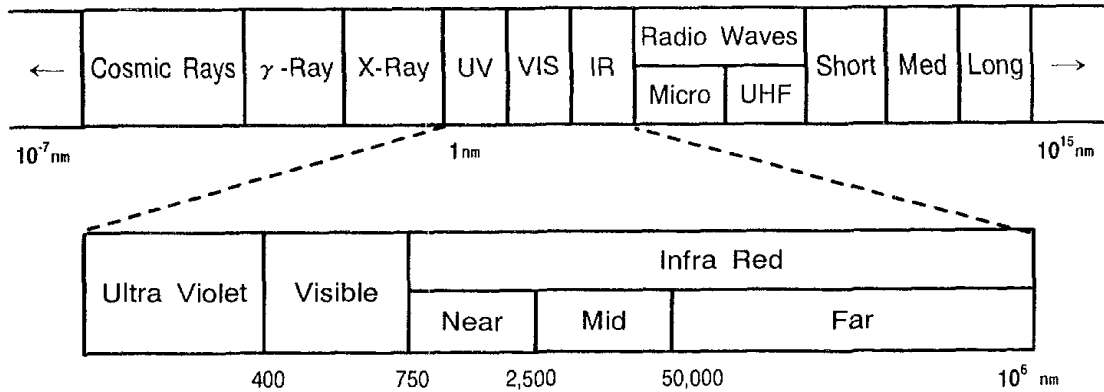 Radio Waves
← Cosmic Rays γ-Ray X-Ray UV VIS IR Short Med Long →
Micro UHF
10⁻⁷nm 1nm 10¹⁵nm
Infra Red
Ultra Violet Visible
Near Mid Far
400 750 2,500 50,000 10⁶ nm